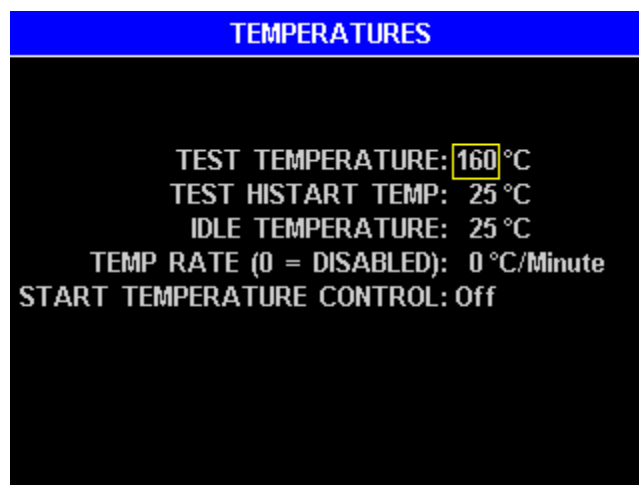 TEMPERATURES
TEST TEMPERATURE: 160 °C
TEST HISTART TEMP: 25 °C
IDLE TEMPERATURE: 25 °C
TEMP RATE (0 = DISABLED): 0 °C/Minute
START TEMPERATURE CONTROL: Off